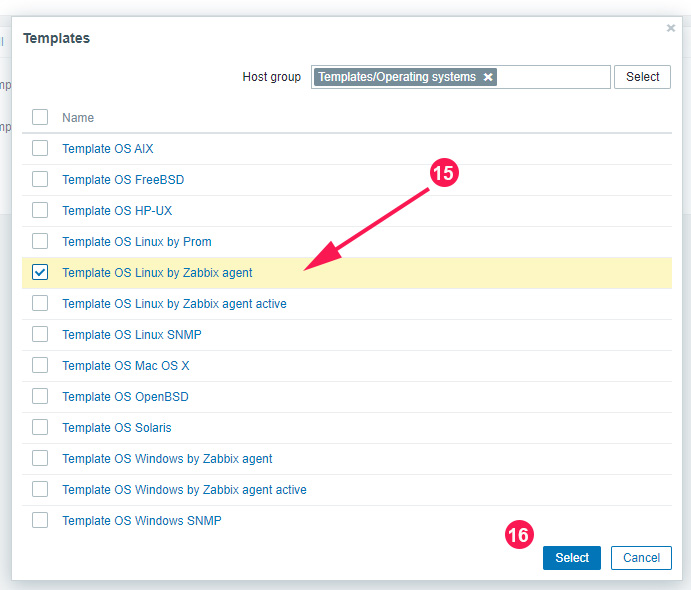 Templates
Host group Templates/Operating systems Select
Name
Template OS AIX
Template OS FreeBSD
15
Template OS HP-UX
Template OS Linux by Prom
Template OS Linux by Zabbix agent
Template OS Linux by Zabbix agent active
Template OS Linux SNMP
Template OS Mac OS X
Template OS OpenBSD
Template OS Solaris
Template OS Windows by Zabbix agent
Template OS Windows by Zabbix agent active
Template OS Windows SNMP
16
Select Cancel